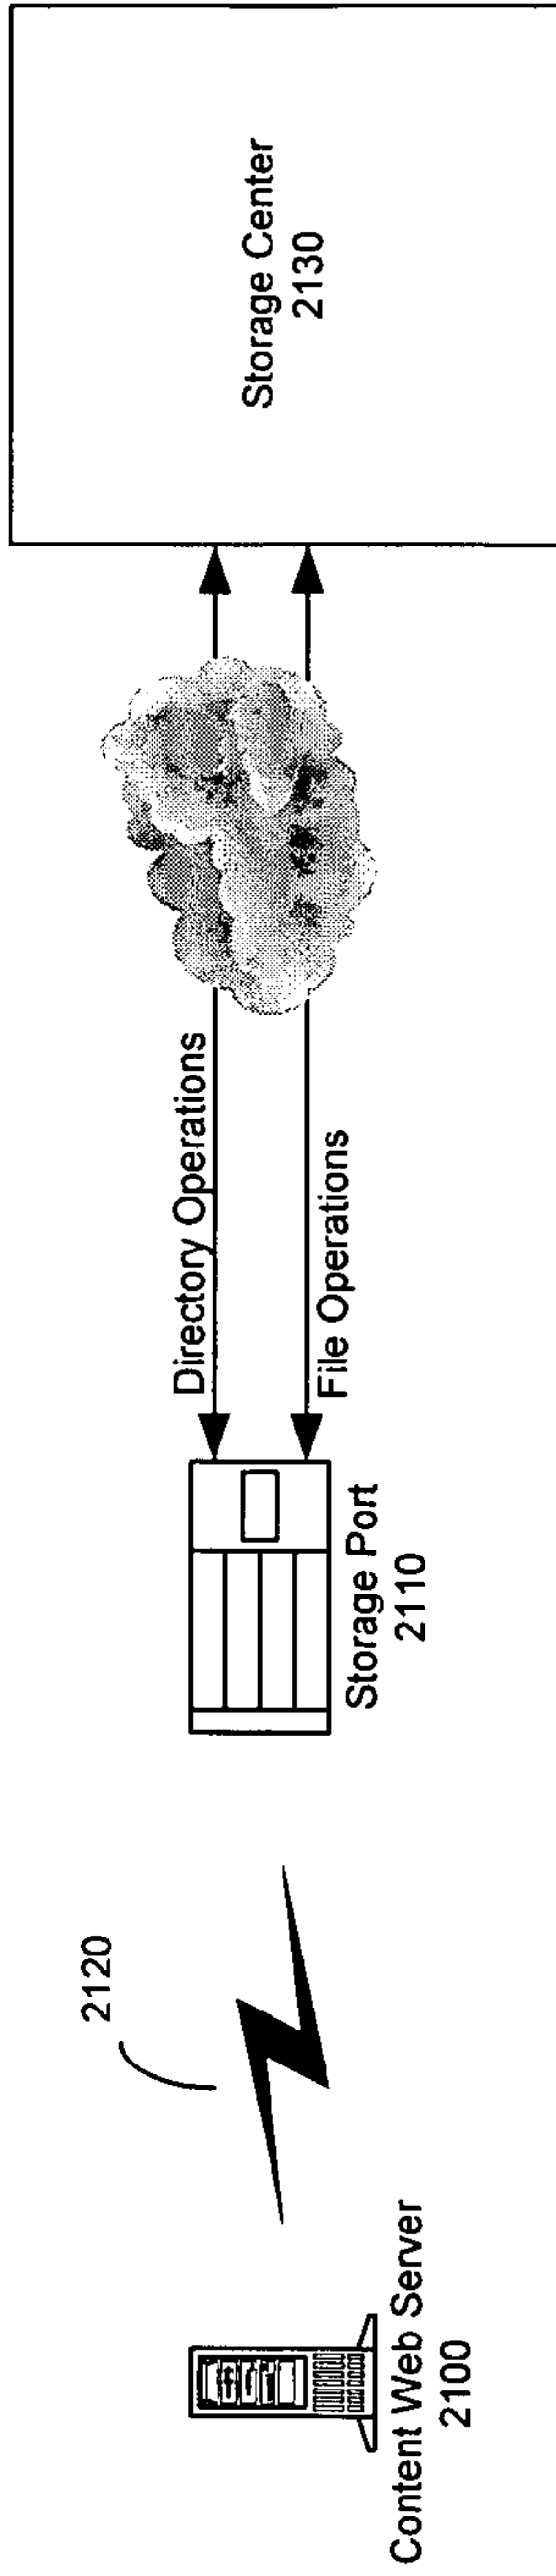 Content Web Server
2100
2120
Storage Port
2110
Directory Operations
File Operations
Storage Center
2130